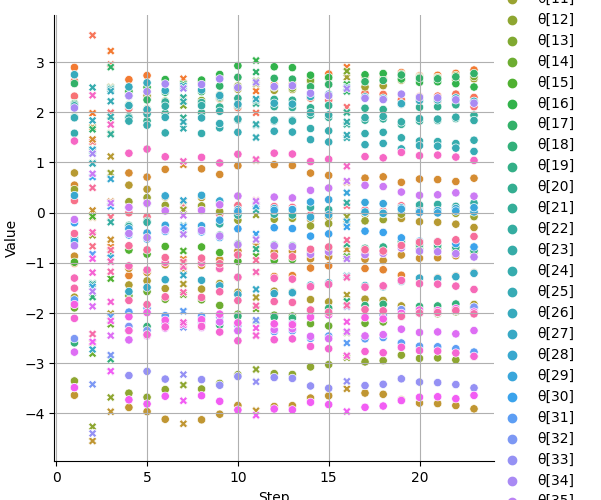 3
2
1
0
−1
−2
−3
−4
Value
0
5
10
15
20
Step
θ[11]
θ[12]
θ[13]
θ[14]
θ[15]
θ[16]
θ[17]
θ[18]
θ[19]
θ[20]
θ[21]
θ[22]
θ[23]
θ[24]
θ[25]
θ[26]
θ[27]
θ[28]
θ[29]
θ[30]
θ[31]
θ[32]
θ[33]
θ[34]
θ[35]